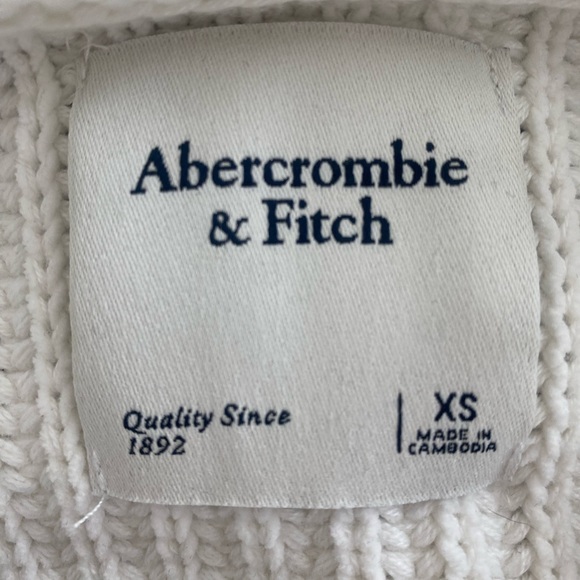 Abercrombie
& Fitch
Quality Since
1892
XS
MADE IN
CAMBODIA